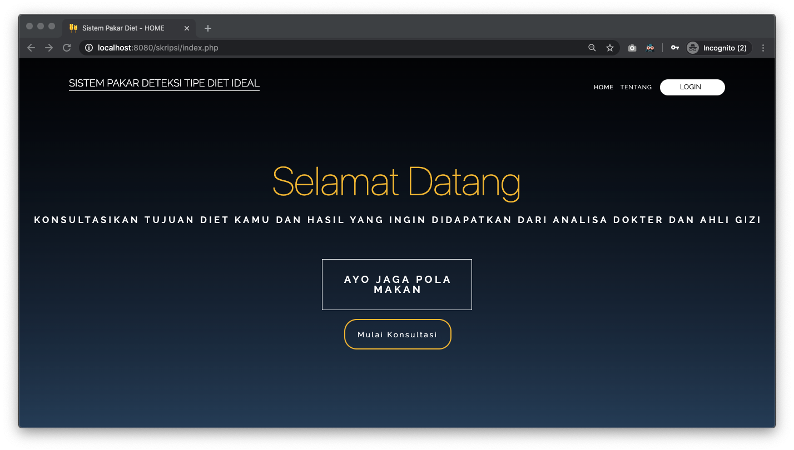 Sistem Pakar Diet - HOME
localhost:8080/skripsi/index.php
Incognito (2)
SISTEM PAKAR DETEKSI TIPE DIET IDEAL
HOME TENTANG LOGIN
Selamat Datang
KONSULTASIKAN TUJUAN DIET KAMU DAN HASIL YANG INGIN DIDAPATKAN DARI ANALISA DOKTER DAN AHLI GIZI
AYO JAGA POLA
MAKAN
Mulai Konsultasi